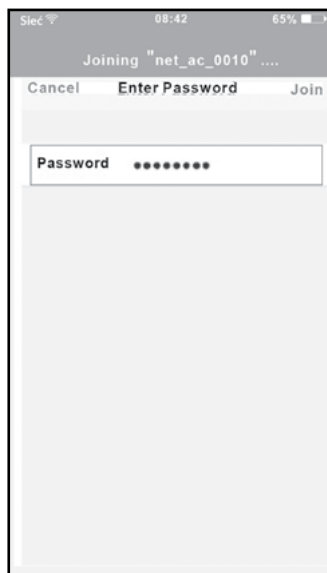 Sieć 08:42 65%
Joining "net_ac_0010"....
Cancel Enter Password Join
Password ●●●●●●●●